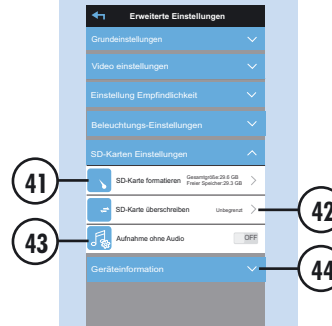 Erweiterte Einstellungen
Grundeinstellungen
Video einstellungen
Einstellung Empfindlichkeit
Beleuchtungs-Einstellungen
SD-Karten Einstellungen
41 SD-Karte formatieren Gesamtgröße:29.6 GB
Freier Speicher:29.3 GB
SD-Karte überschreiben Unbegrenzt 42
43 Aufnahme ohne Audio OFF
Geräteinformation 44